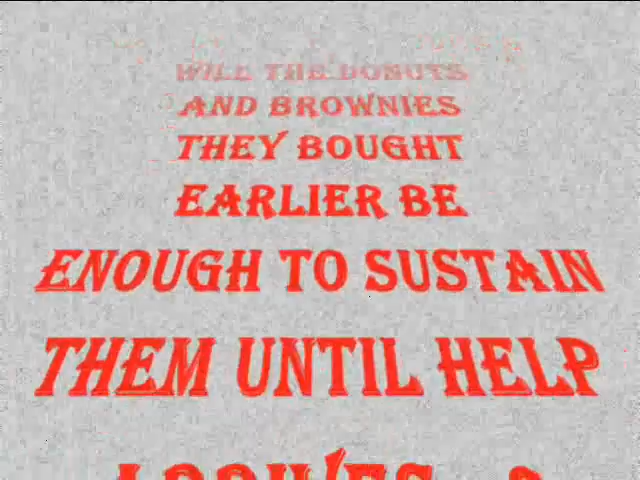 WILL THE DONUTS
AND BROWNIES
THEY BOUGHT
EARLIER BE
ENOUGH TO SUSTAIN
THEM UNTIL HELP